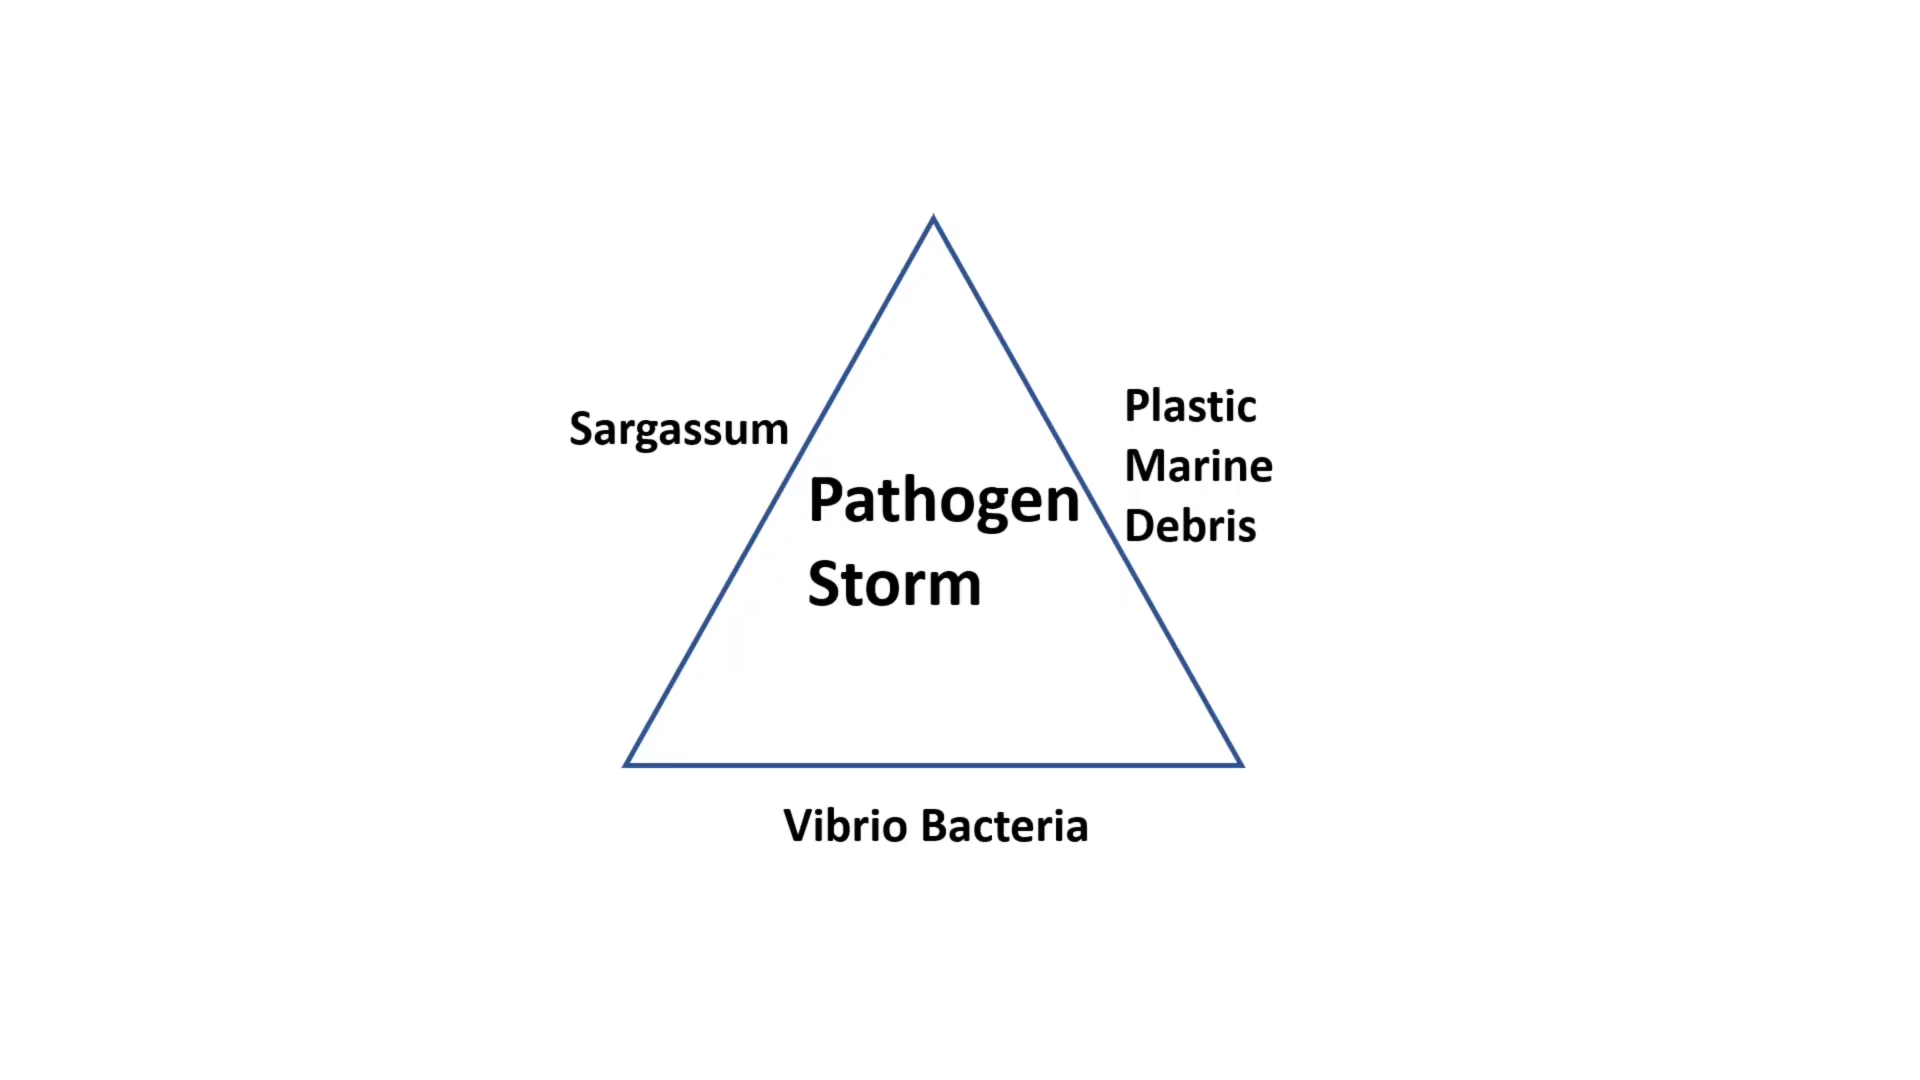 Sargassum
Plastic
Marine
Debris
Pathogen
Storm
Vibrio Bacteria